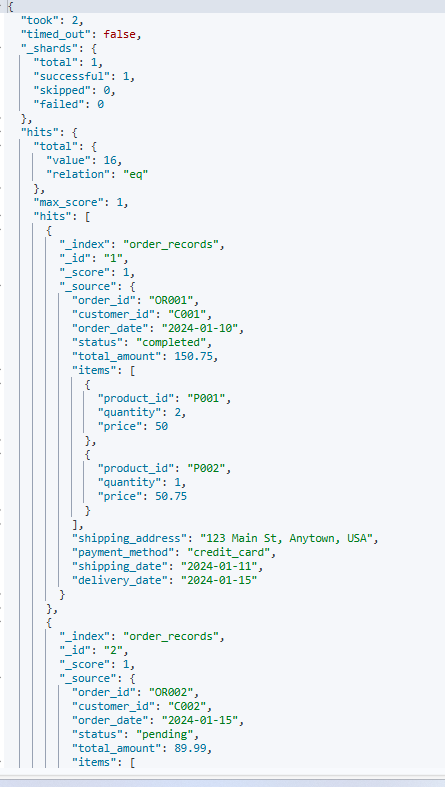 {
"took": 2,
"timed_out": false,
"_shards": {
"total": 1,
"successful": 1,
"skipped": 0,
"failed": 0
},
"hits": {
"total": {
"value": 16,
"relation": "eq"
},
"max_score": 1,
"hits": [
{
"_index": "order_records",
"_id": "1",
"_score": 1,
"_source": {
"order_id": "OR001",
"customer_id": "C001",
"order_date": "2024-01-10",
"status": "completed",
"total_amount": 150.75,
"items": [
{
"product_id": "P001",
"quantity": 2,
"price": 50
},
{
"product_id": "P002",
"quantity": 1,
"price": 50.75
}
],
"shipping_address": "123 Main St, Anytown, USA",
"payment_method": "credit_card",
"shipping_date": "2024-01-11",
"delivery_date": "2024-01-15"
}
},
{
"_index": "order_records",
"_id": "2",
"_score": 1,
"_source": {
"order_id": "OR002",
"customer_id": "C002",
"order_date": "2024-01-15",
"status": "pending",
"total_amount": 89.99,
"items": [